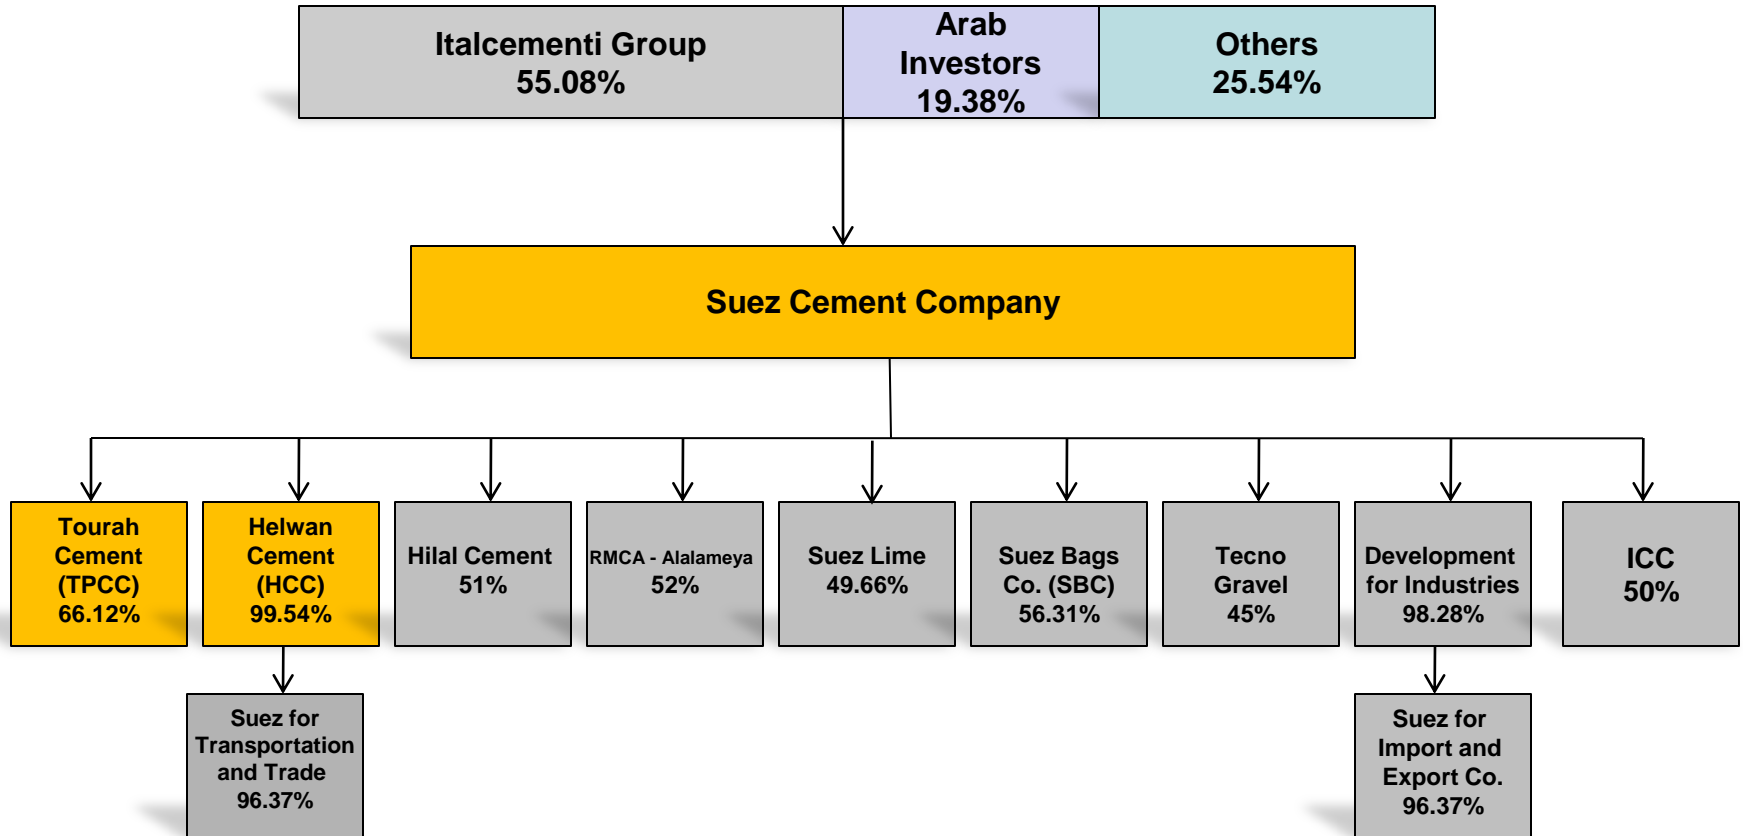 Italcementi Group
55.08%
Arab
Investors
19.38%
Others
25.54%
Suez Cement Company
Tourah
Cement
(TPCC)
66.12%
Helwan
Cement
(HCC)
99.54%
Hilal Cement
51%
RMCA - Alalameya
52%
Suez Lime
49.66%
Suez Bags
Co. (SBC)
56.31%
Tecno
Gravel
45%
Development
for Industries
98.28%
ICC
50%
Suez for
Transportation
and Trade
96.37%
Suez for
Import and
Export Co.
96.37%